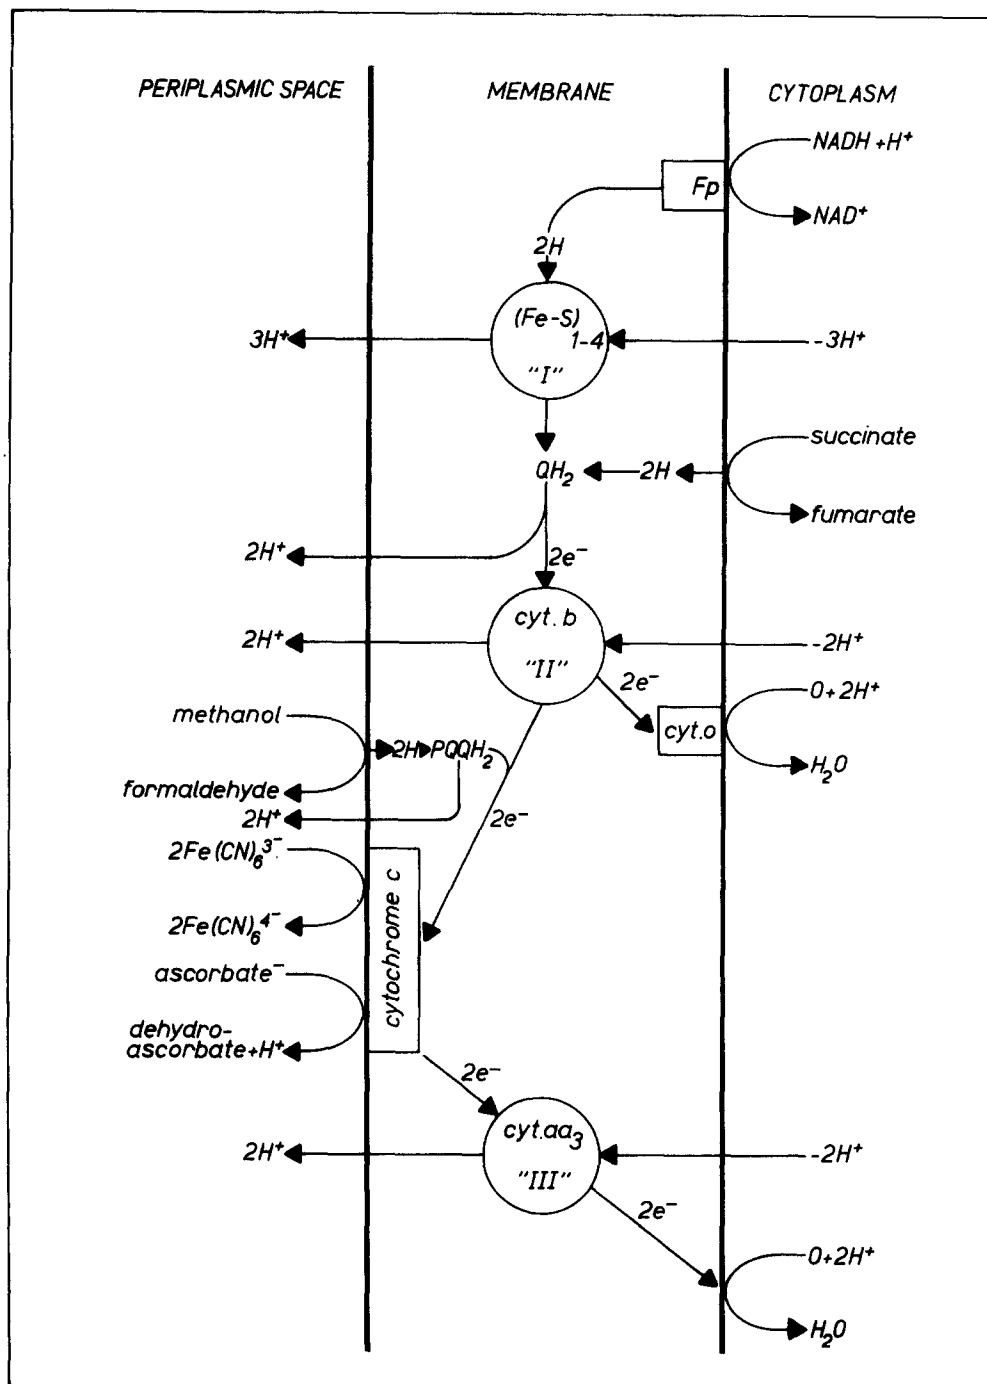 PERIPLASMIC SPACE
MEMBRANE
CYTOPLASM
NADH + H⁺
Fp
NAD⁺
2H
(Fe-S)
1-4
"I"
3H⁺
-3H⁺
succinate
QH₂
2H
fumarate
2H⁺
2e⁻
cyt. b
"II"
2H⁺
-2H⁺
2e⁻
O+2H⁺
cyt.o
H₂O
methanol
2H PQQH₂
formaldehyde
2H⁺
2e⁻
2Fe(CN)₆³⁻
2Fe(CN)₆⁴⁻
cytochrome c
ascorbate⁻
dehydro-
ascorbate+H⁺
2e⁻
cyt.aa₃
"III"
2H⁺
-2H⁺
2e⁻
O+2H⁺
H₂O